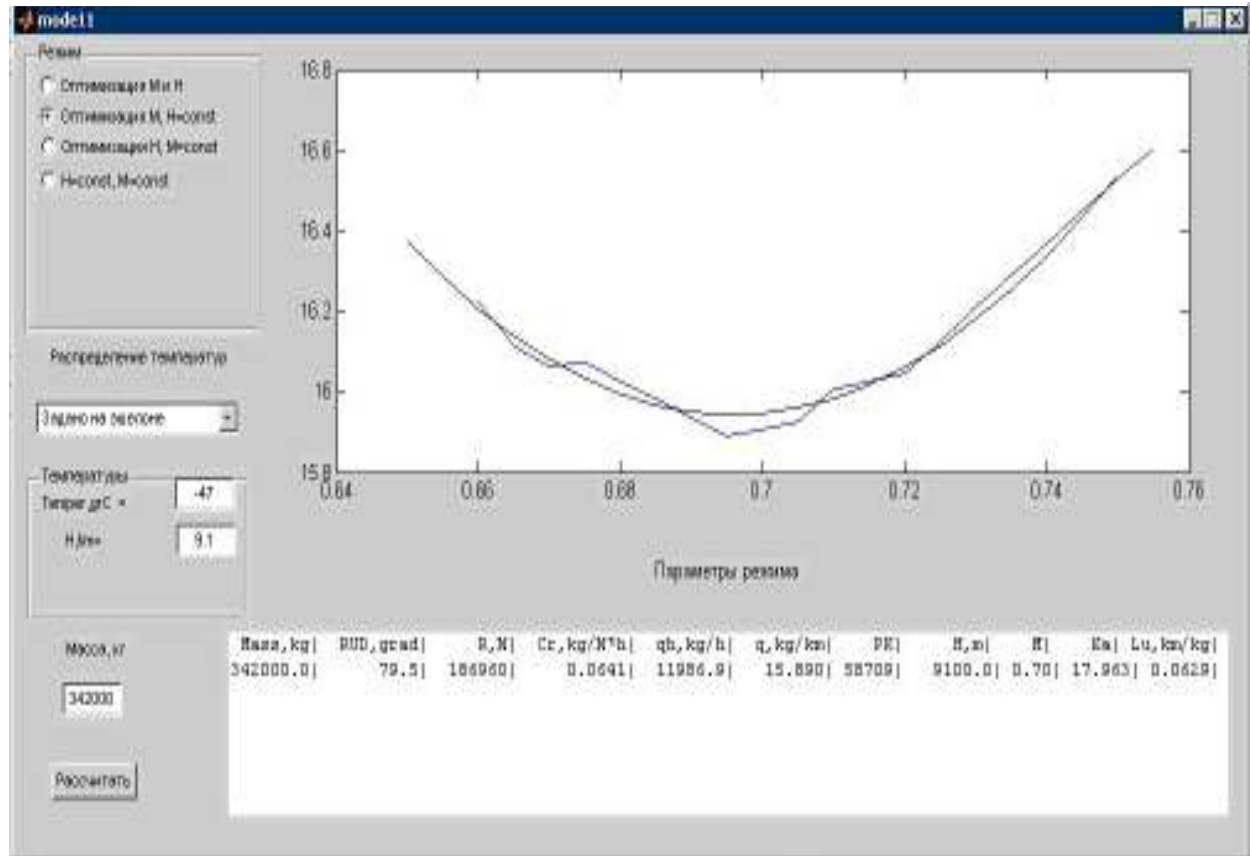 model1
Режим
Оптимизация M и H
Оптимизация M, H=const
Оптимизация H, M=const
H=const, M=const
Распределение температур
Задано на эшелоне
Температуры
-47
H,km=
9.1
Масса, кг
342000
Рассчитать
16.8
16.6
16.4
16.2
16
15.8
0.64 0.66 0.68 0.7 0.72 0.74 0.76
Параметры режима
Mass,kg| RUD,grad| R,N| Cr,kg/N*h| qh,kg/h| q,kg/km| H,m| M| Ka| Lu,km/kg|
342000.0| 79.5| 186960| 0.0641| 11986.9| 15.890| 58709| 9100.0| 0.70| 17.963| 0.0629|